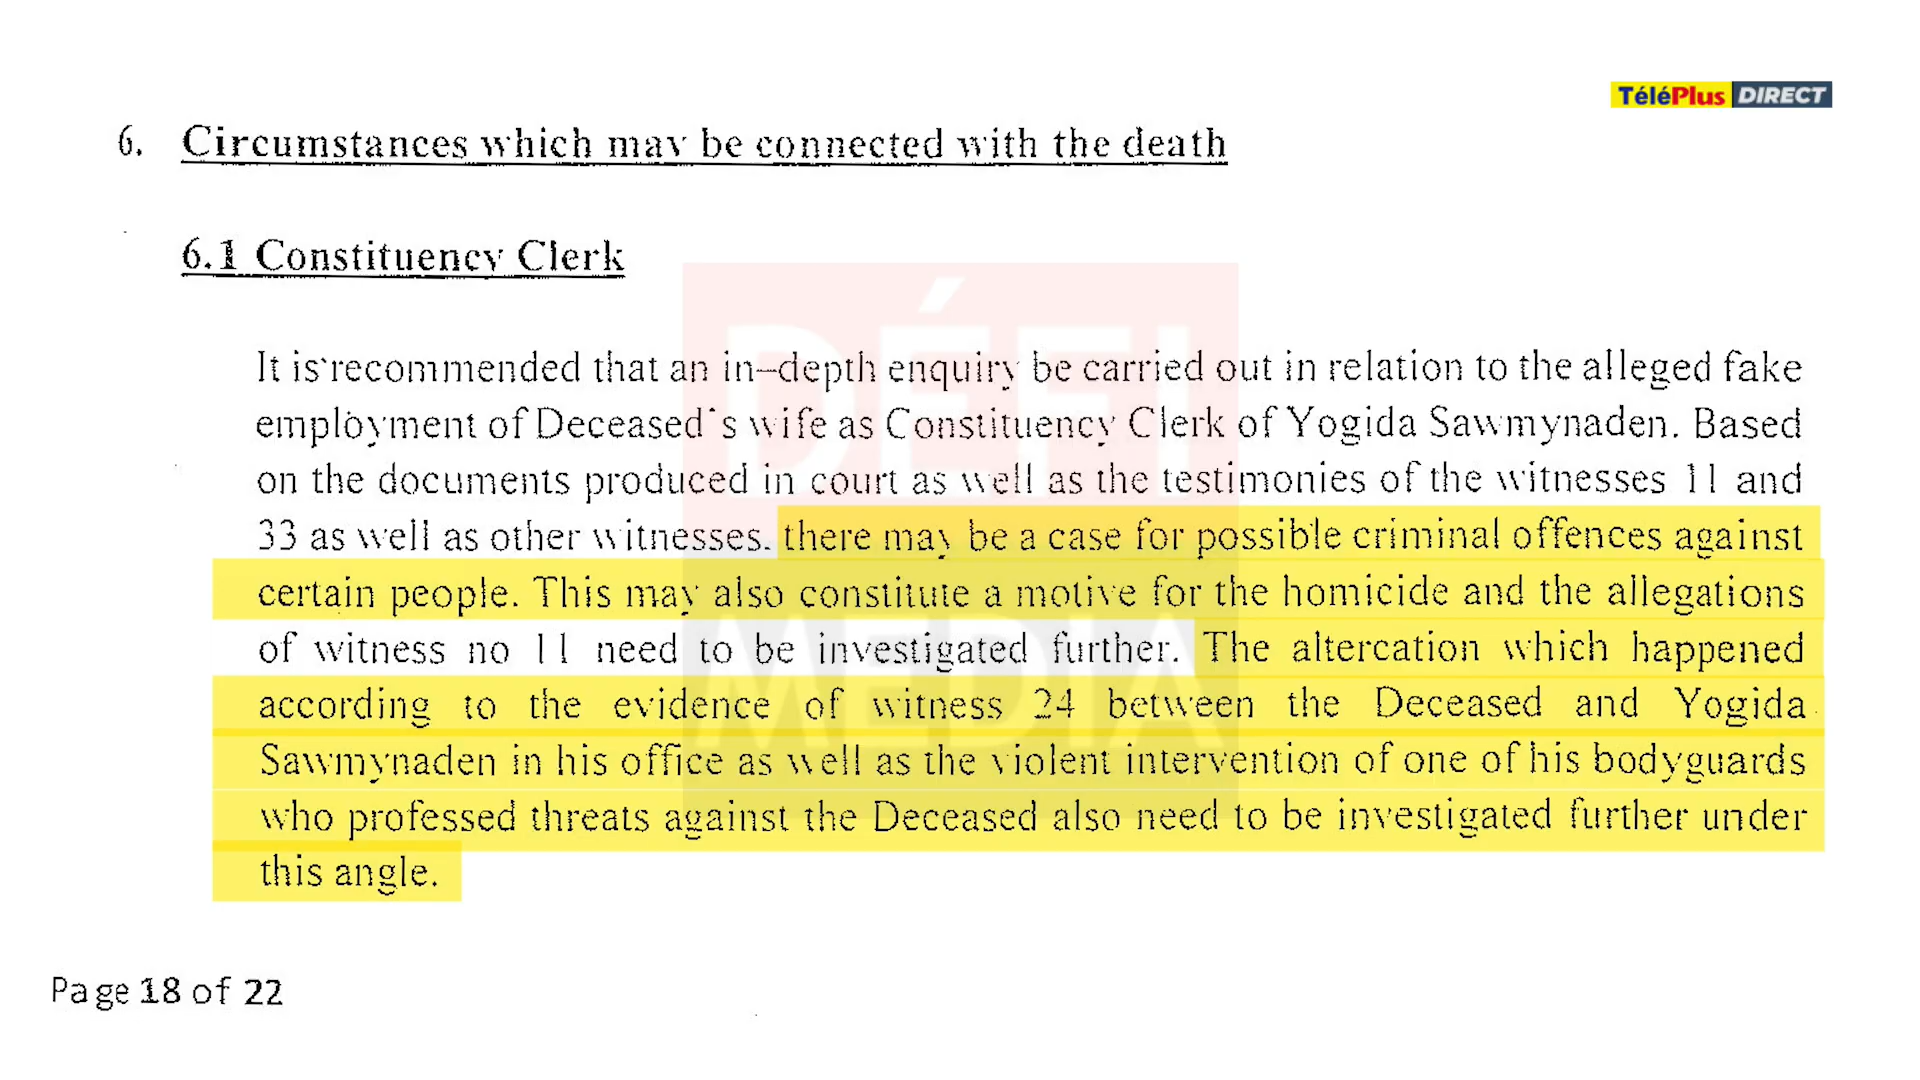 TéléPlus DIRECT
6. Circumstances which may be connected with the death
6.1 Constituency Clerk
It is recommended that an in-depth enquiry be carried out in relation to the alleged fake
employment of Deceased's wife as Constituency Clerk of Yogida Sawmynaden. Based
on the documents produced in court as well as the testimonies of the witnesses 11 and
33 as well as other witnesses. there may be a case for possible criminal offences against
certain people. This may also constitute a motive for the homicide and the allegations
of witness no 11 need to be investigated further. The altercation which happened
according to the evidence of witness 24 between the Deceased and Yogida
Sawmynaden in his office as well as the violent intervention of one of his bodyguards
who professed threats against the Deceased also need to be investigated further under
this angle.
DÉFI
MEDIA
Page 18 of 22